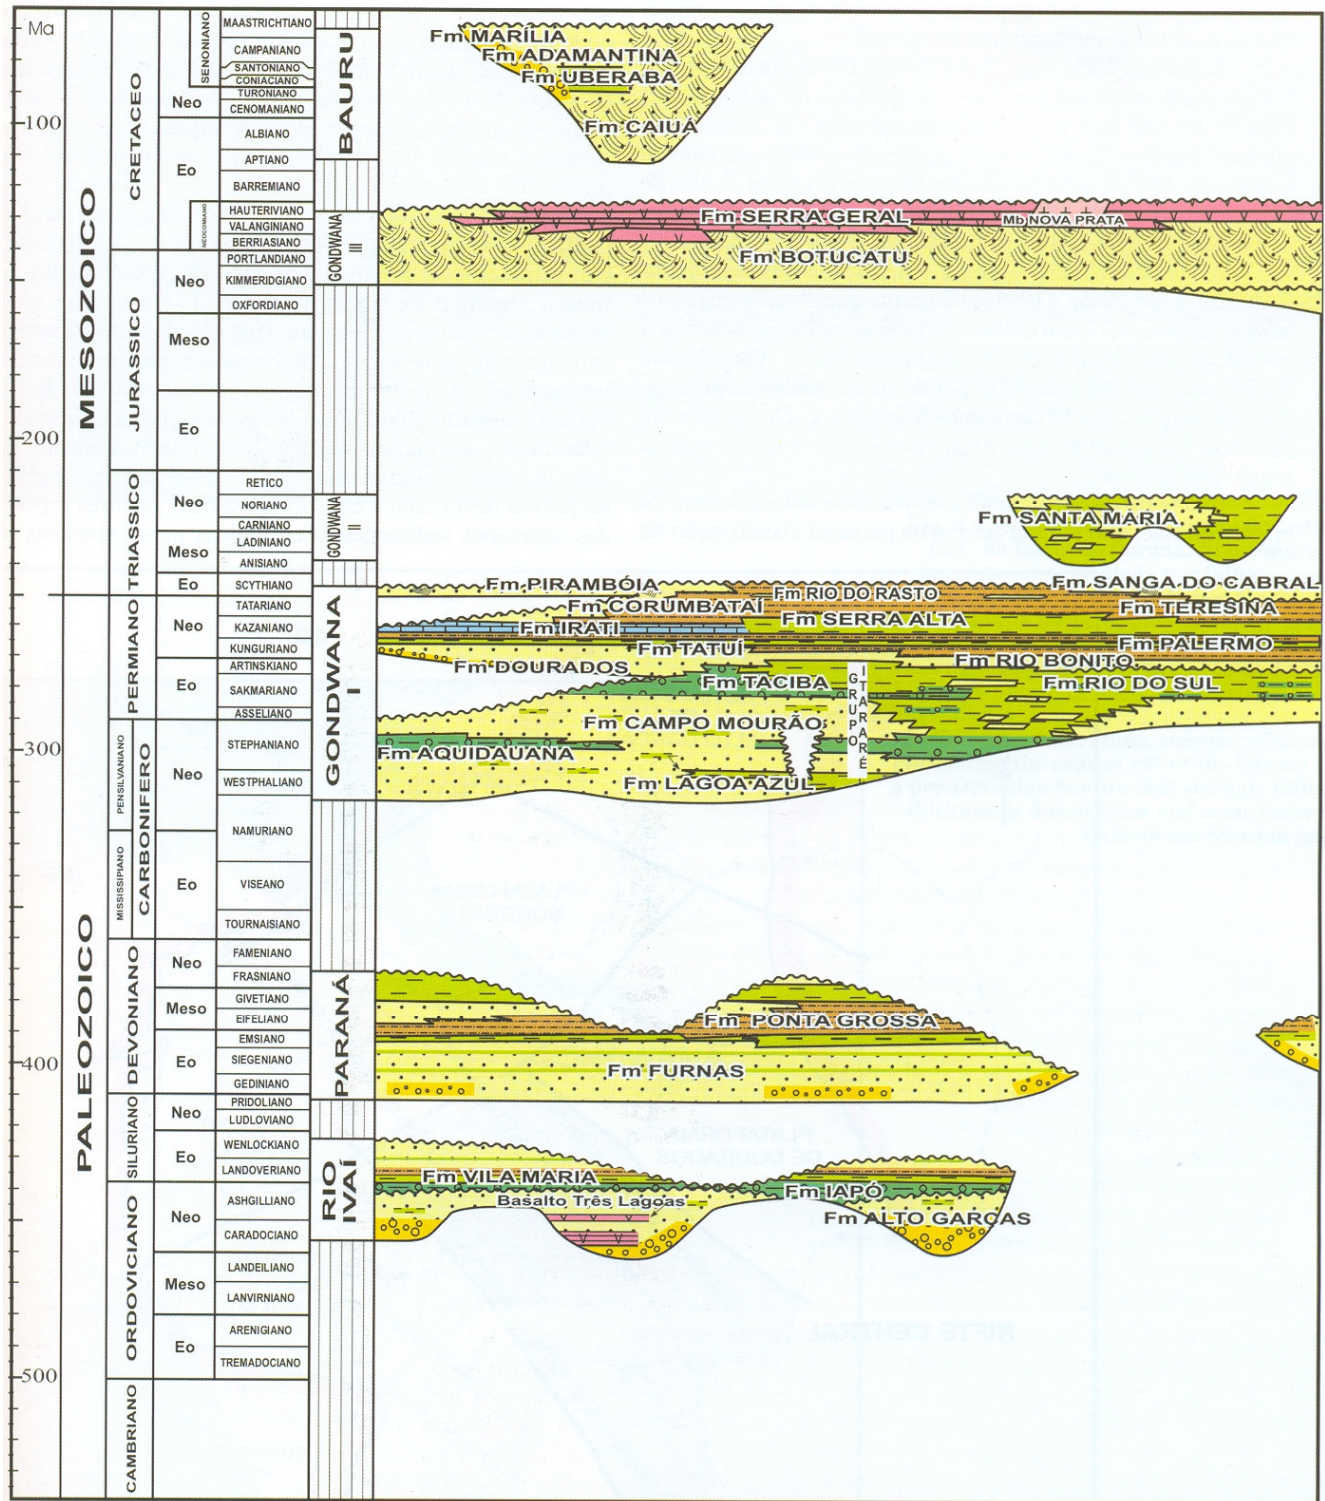 Ma
100
200
300
400
500
MESOZOICO
PALEOZOICO
CRETACEO
JURASSICO
TRIASSICO
PERMIANO
CARBONIFERO
PENSILVANIANO
MISSISSIPIANO
DEVONIANO
SILURIANO
ORDOVICIANO
CAMBRIANO
SENONIANO
Neo
Eo
NEOCOMIANO
Neo
Meso
Eo
Neo
Meso
Eo
Neo
Eo
Neo
Eo
Neo
Meso
Eo
Neo
Eo
Neo
Meso
Eo
MAASTRICHTIANO
CAMPANIANO
SANTONIANO
CONIACIANO
TURONIANO
CENOMANIANO
ALBIANO
APTIANO
BARREMIANO
HAUTERIVIANO
VALANGINIANO
BERRIASIANO
PORTLANDIANO
KIMMERIDGIANO
OXFORDIANO
RETICO
NORIANO
CARNIANO
LADINIANO
ANISIANO
SCYTHIANO
TATARIANO
KAZANIANO
KUNGURIANO
ARTINSKIANO
SAKMARIANO
ASSELIANO
STEPHANIANO
WESTPHALIANO
NAMURIANO
VISEANO
TOURNAISIANO
FAMENIANO
FRASNIANO
GIVETIANO
EIFELIANO
EMSIANO
SIEGENIANO
GEDINIANO
PRIDOLIANO
LUDLOVIANO
WENLOCKIANO
LANDOVERIANO
ASHGILLIANO
CARADOCIANO
LANDEILIANO
LANVIRNIANO
ARENIGIANO
TREMADOCIANO
BAURU
GONDWANA
III
GONDWANA
II
GONDWANA
I
PARANÁ
RIO
IVAÍ
Fm MARÍLIA
Fm ADAMANTINA
Fm UBERABA
Fm CAIUÁ
Fm SERRA GERAL
Mb NOVA PRATA
Fm BOTUCATU
Fm SANTA MARIA
Fm PIRAMBÓIA
Fm SANGA DO CABRAL
Fm RIO DO RASTO
Fm CORUMBATAÍ
Fm TERESINA
Fm IRATI
Fm SERRA ALTA
Fm TATUÍ
Fm PALERMO
Fm DOURADOS
Fm RIO BONITO
Fm TACIBA
Fm RIO DO SUL
GRUPO
ITARARÉ
Fm CAMPO MOURÃO
Fm AQUIDAUANA
Fm LAGOA AZUL
Fm PONTA GROSSA
Fm FURNAS
Fm VILA MARIA
Fm IAPÓ
Basalto Três Lagoas
Fm ALTO GARÇAS
RIFTE CENTRAL